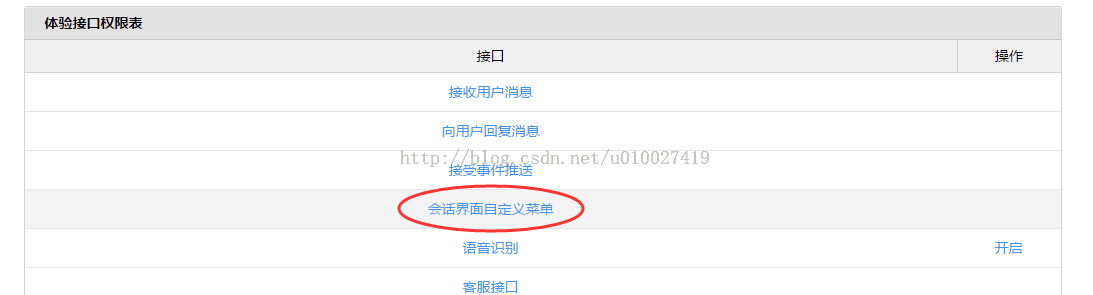 体验接口权限表
接口 操作
接收用户消息
向用户回复消息
http://blog.csdn.net/u010027419
接受事件推送
会话界面自定义菜单
语音识别 开启
客服接口